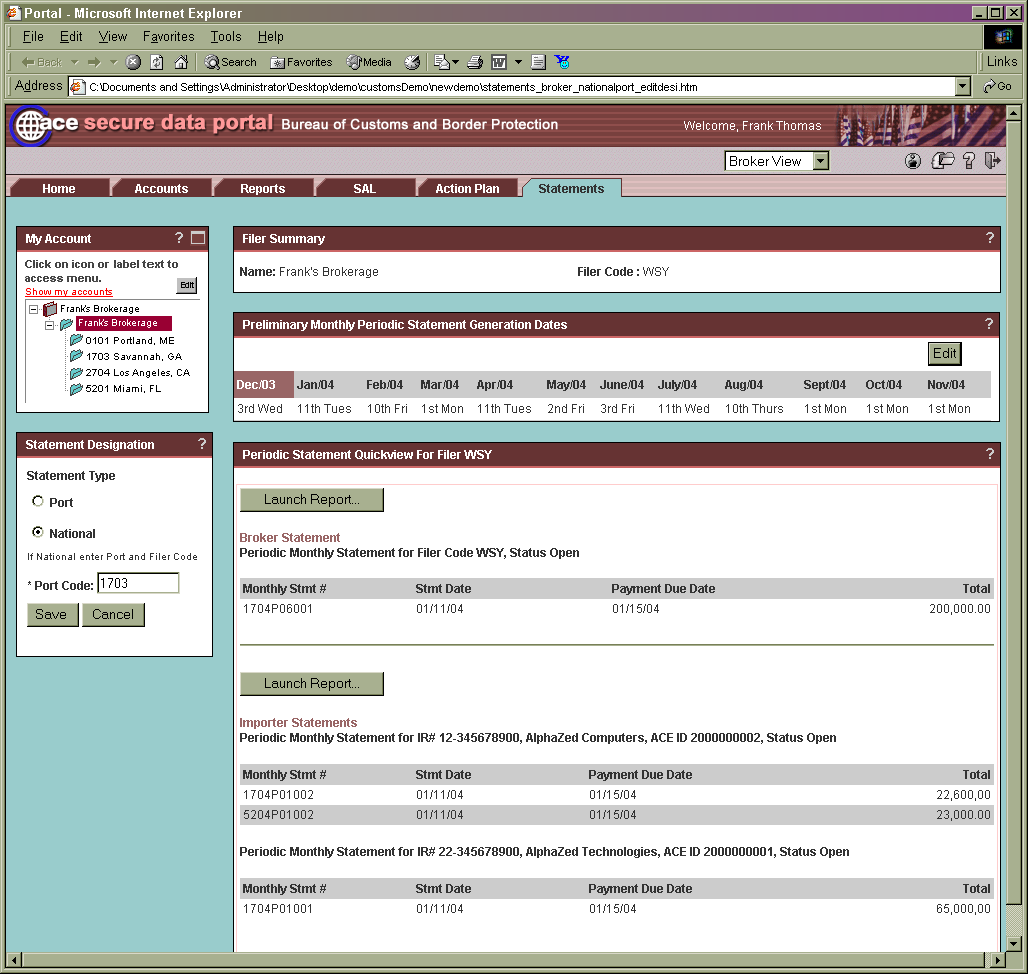 Portal - Microsoft Internet Explorer
File Edit View Favorites Tools Help
Back Search Favorites Media Links
Address C:\Documents and Settings\Administrator\Desktop\demo\customsDemo\newdemo\statements_broker_nationalport_editdesi.htm Go
ace secure data portal Bureau of Customs and Border Protection Welcome, Frank Thomas
Broker View ?
Home Accounts Reports SAL Action Plan Statements
My Account ?
Click on icon or label text to
access menu.
Show my accounts Edit
Frank's Brokerage
Frank's Brokerage
0101 Portland, ME
1703 Savannah, GA
2704 Los Angeles, CA
5201 Miami, FL
Statement Designation ?
Statement Type
Port
National
If National enter Port and Filer Code
* Port Code: 1703
Save Cancel
Filer Summary ?
Name: Frank's Brokerage Filer Code : WSY
Preliminary Monthly Periodic Statement Generation Dates ?
Edit
Dec/03 Jan/04 Feb/04 Mar/04 Apr/04 May/04 June/04 July/04 Aug/04 Sept/04 Oct/04 Nov/04
3rd Wed 11th Tues 10th Fri 1st Mon 11th Tues 2nd Fri 3rd Fri 11th Wed 10th Thurs 1st Mon 1st Mon 1st Mon
Periodic Statement Quickview For Filer WSY ?
Launch Report...
Broker Statement
Periodic Monthly Statement for Filer Code WSY, Status Open
Monthly Stmt # Stmt Date Payment Due Date Total
1704P06001 01/11/04 01/15/04 200,000.00
Launch Report...
Importer Statements
Periodic Monthly Statement for IR# 12-345678900, AlphaZed Computers, ACE ID 2000000002, Status Open
Monthly Stmt # Stmt Date Payment Due Date Total
1704P01002 01/11/04 01/15/04 22,600,00
5204P01002 01/11/04 01/15/04 23,000.00
Periodic Monthly Statement for IR# 22-345678900, AlphaZed Technologies, ACE ID 2000000001, Status Open
Monthly Stmt # Stmt Date Payment Due Date Total
1704P01001 01/11/04 01/15/04 65,000,00